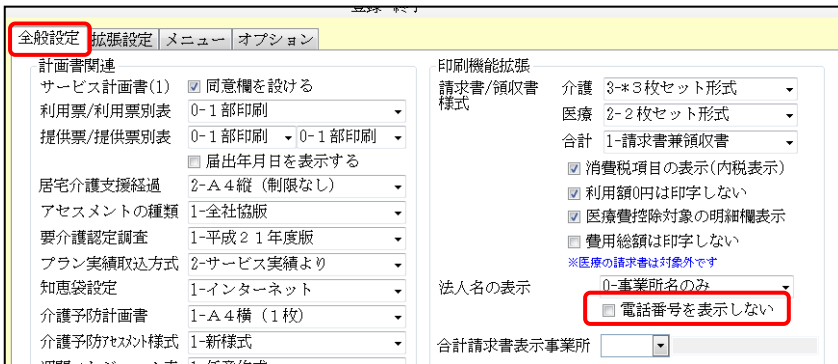 登録 終了
全般設定 拡張設定 メニュー オプション
計画書関連
サービス計画書(1) 同意欄を設ける
利用票/利用票別表 0-1部印刷
提供票/提供票別表 0-1部印刷 0-1部印刷
届出年月日を表示する
居宅介護支援経過 2-A4縦（制限なし）
アセスメントの種類 1-全社協版
要介護認定調査 1-平成21年度版
プラン実績取込方式 2-サービス実績より
知恵袋設定 1-インターネット
介護予防計画書 1-A4横（1枚）
介護予防ｱｾｽﾒﾝﾄ様式 1-新様式
印刷機能拡張
請求書/領収書
様式
介護 3-*3枚セット形式
医療 2-2枚セット形式
合計 1-請求書兼領収書
消費税項目の表示(内税表示)
利用額0円は印字しない
医療費控除対象の明細欄表示
費用総額は印字しない
※医療の請求書は対象外です
法人名の表示 0-事業所名のみ
電話番号を表示しない
合計請求書表示事業所